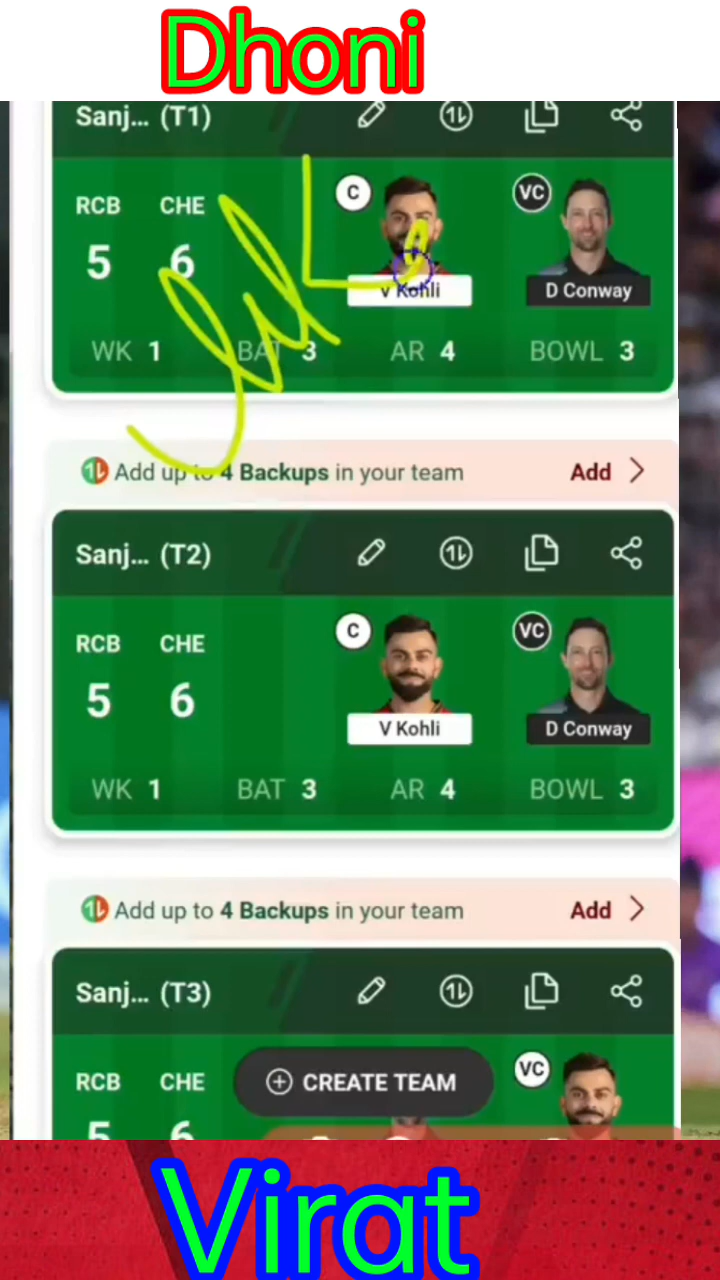 Dhoni
Sanj... (T1)
RCB CHE C VC
5 6
V Kohli D Conway
WK 1 BAT 3 AR 4 BOWL 3
Add up to 4 Backups in your team Add
Sanj... (T2)
RCB CHE C VC
5 6
V Kohli D Conway
WK 1 BAT 3 AR 4 BOWL 3
Add up to 4 Backups in your team Add
Sanj... (T3)
RCB CHE CREATE TEAM VC
5 6
Virat